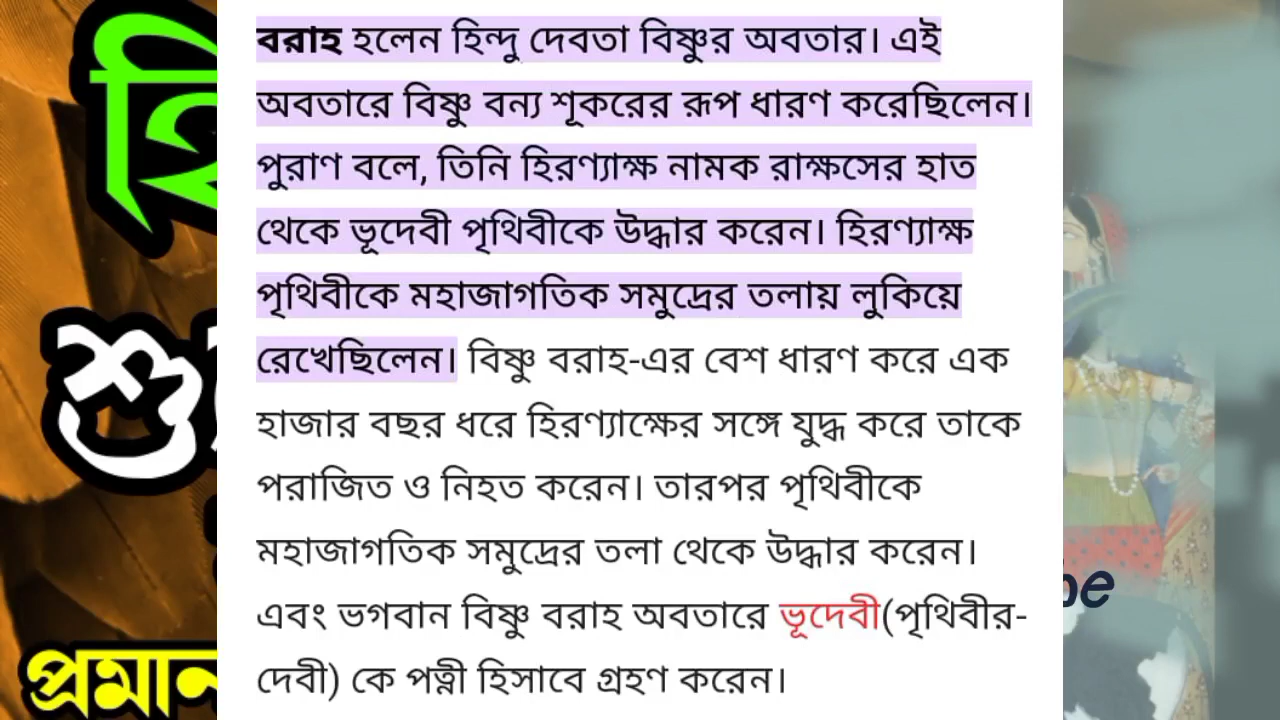 বরাহ হলেন হিন্দু দেবতা বিষ্ণুর অবতার। এই
অবতারে বিষ্ণু বন্য শূকরের রূপ ধারণ করেছিলেন।
পুরাণ বলে, তিনি হিরণ্যাক্ষ নামক রাক্ষসের হাত
থেকে ভূদেবী পৃথিবীকে উদ্ধার করেন। হিরণ্যাক্ষ
পৃথিবীকে মহাজাগতিক সমুদ্রের তলায় লুকিয়ে
রেখেছিলেন। বিষ্ণু বরাহ-এর বেশ ধারণ করে এক
হাজার বছর ধরে হিরণ্যাক্ষের সঙ্গে যুদ্ধ করে তাকে
পরাজিত ও নিহত করেন। তারপর পৃথিবীকে
মহাজাগতিক সমুদ্রের তলা থেকে উদ্ধার করেন।
এবং ভগবান বিষ্ণু বরাহ অবতারে ভূদেবী(পৃথিবীর-
দেবী) কে পত্নী হিসাবে গ্রহণ করেন।